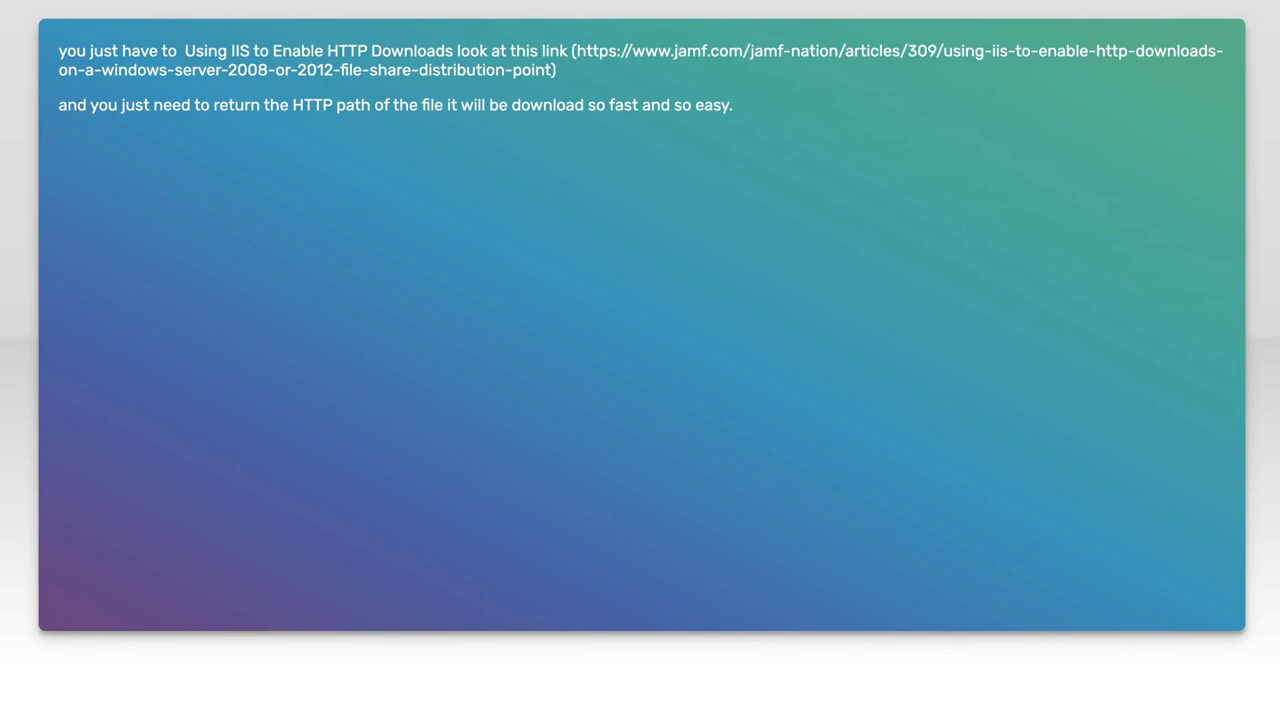 you just have to  Using IIS to Enable HTTP Downloads look at this link (https://www.jamf.com/jamf-nation/articles/309/using-iis-to-enable-http-downloads-
on-a-windows-server-2008-or-2012-file-share-distribution-point)
and you just need to return the HTTP path of the file it will be download so fast and so easy.